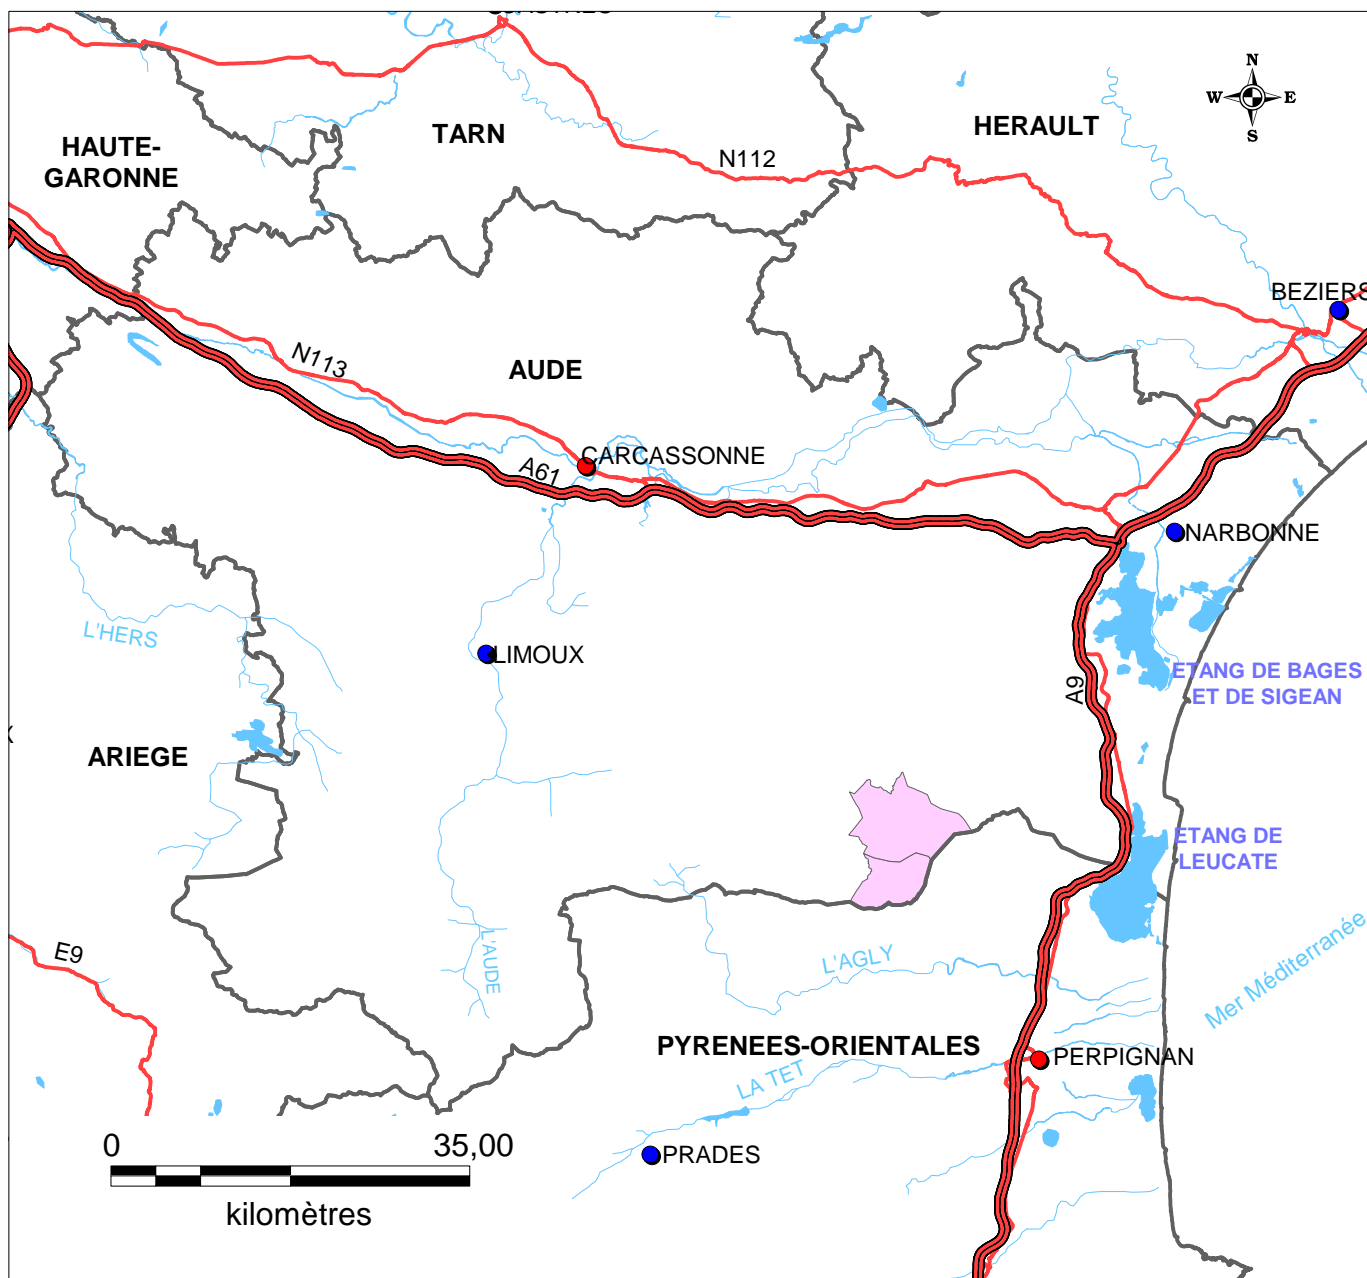 N
W E
S
TARN
HERAULT
HAUTE-
GARONNE
N112
BEZIERS
N113
AUDE
CARCASSONNE
A61
NARBONNE
L'HERS
LIMOUX
ETANG DE BAGES
ET DE SIGEAN
A9
ARIEGE
ETANG DE
LEUCATE
E9
L'AUDE
L'AGLY
Mer Méditerranée
PYRENEES-ORIENTALES
PERPIGNAN
LA TET
PRADES
0 35,00
kilomètres